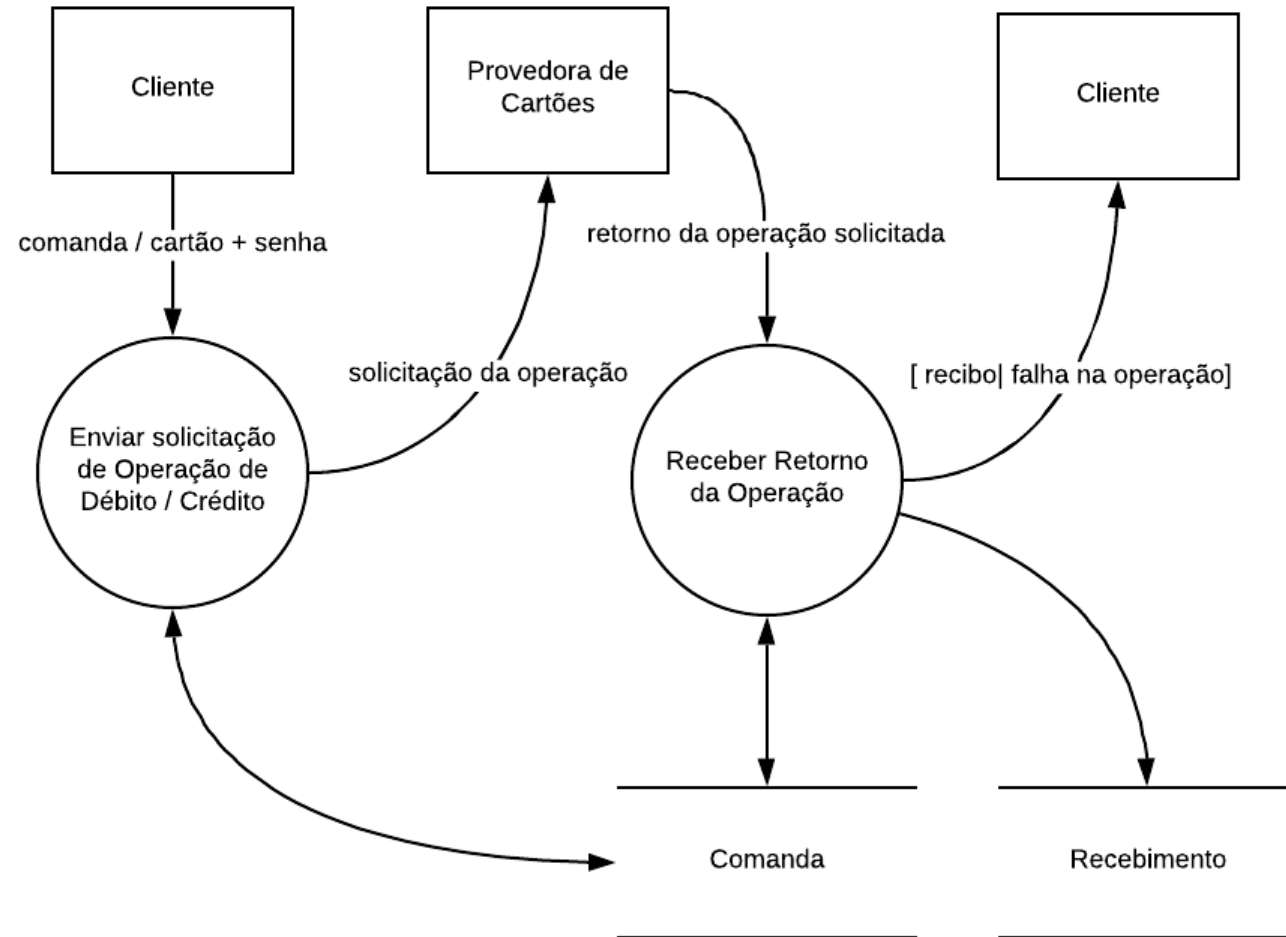 Cliente
Provedora de
Cartões
Cliente
comanda / cartão + senha
retorno da operação solicitada
solicitação da operação
[ recibo| falha na operação]
Enviar solicitação
de Operação de
Débito / Crédito
Receber Retorno
da Operação
Comanda
Recebimento